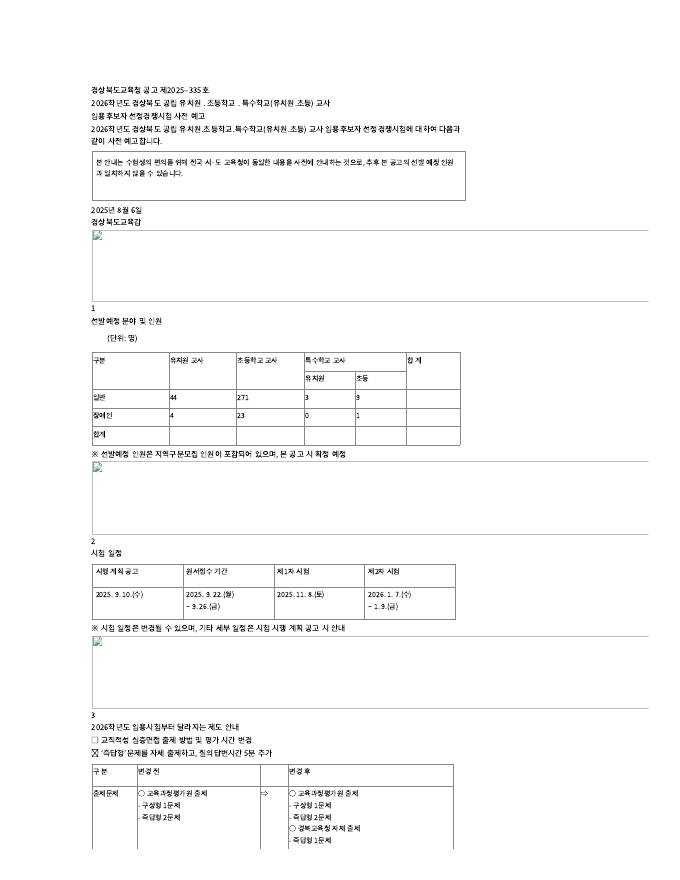 경상북도교육청 공고 제2025-335호
2026학년도 경상북도 공립 유치원 . 초등학교 . 특수학교(유치원.초등) 교사
임용후보자 선정경쟁시험 사전 예고
2026학년도 경상북도 공립 유치원.초등학교.특수학교(유치원.초등) 교사 임용후보자 선정경쟁시험에 대하여 다음과
같이 사전 예고합니다.
본 안내는 수험생의 편의를 위해 전국 시·도 교육청이 동일한 내용을 사전에 안내하는 것으로, 추후 본 공고의 선발 예정 인원
과 일치하지 않을 수 있습니다.
2025년 8월 6일
경상북도교육감
1
선발예정 분야 및 인원
(단위: 명)
구분 유치원 교사 초등학교 교사 특수학교 교사 합 계
유치원 초등
일반 44 271 3 9
장애인 4 23 0 1
합계
※ 선발예정 인원은 지역구분모집 인원이 포함되어 있으며, 본 공고 시 확정 예정
2
시험 일정
시행계획 공고 원서접수 기간 제1차 시험 제2차 시험
2025. 9.10.(수) 2025. 9. 22.(월) 2025. 11. 8.(토) 2026. 1. 7.(수)
~ 9.26.(금) ~ 1.9.(금)
※ 시험 일정은 변경될 수 있으며, 기타 세부 일정은 시험 시행 계획 공고 시 안내
3
2026학년도 임용시험부터 달라지는 제도 안내
☐ 교직적성 심층면접 출제 방법 및 평가 시간 변경
☒ '즉답형'문제를 자체 출제하고, 질의답변시간 5분 추가
구 분 변경 전 변경 후
출제문제 ○ 교육과정평가원 출제 ⇨ ○ 교육과정평가원 출제
- 구상형 1문제 - 구상형 1문제
- 즉답형 2문제 - 즉답형 2문제
○ 경북교육청 자체 출제
- 즉답형 1문제